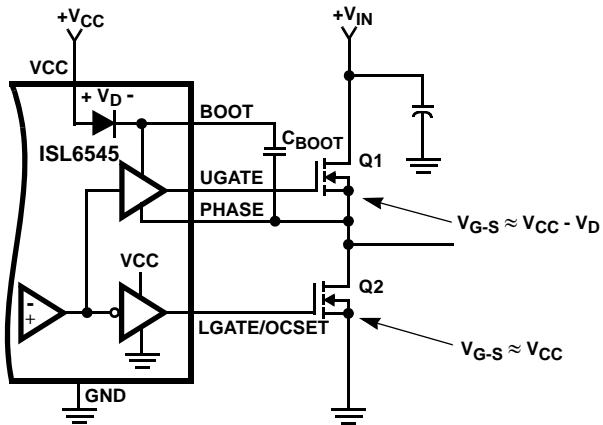 +VCC
+VIN
VCC
+ VD -
BOOT
CBOOT
ISL6545
Q1
UGATE
PHASE
VG-S ≈ VCC - VD
VCC
Q2
-
+
LGATE/OCSET
VG-S ≈ VCC
GND